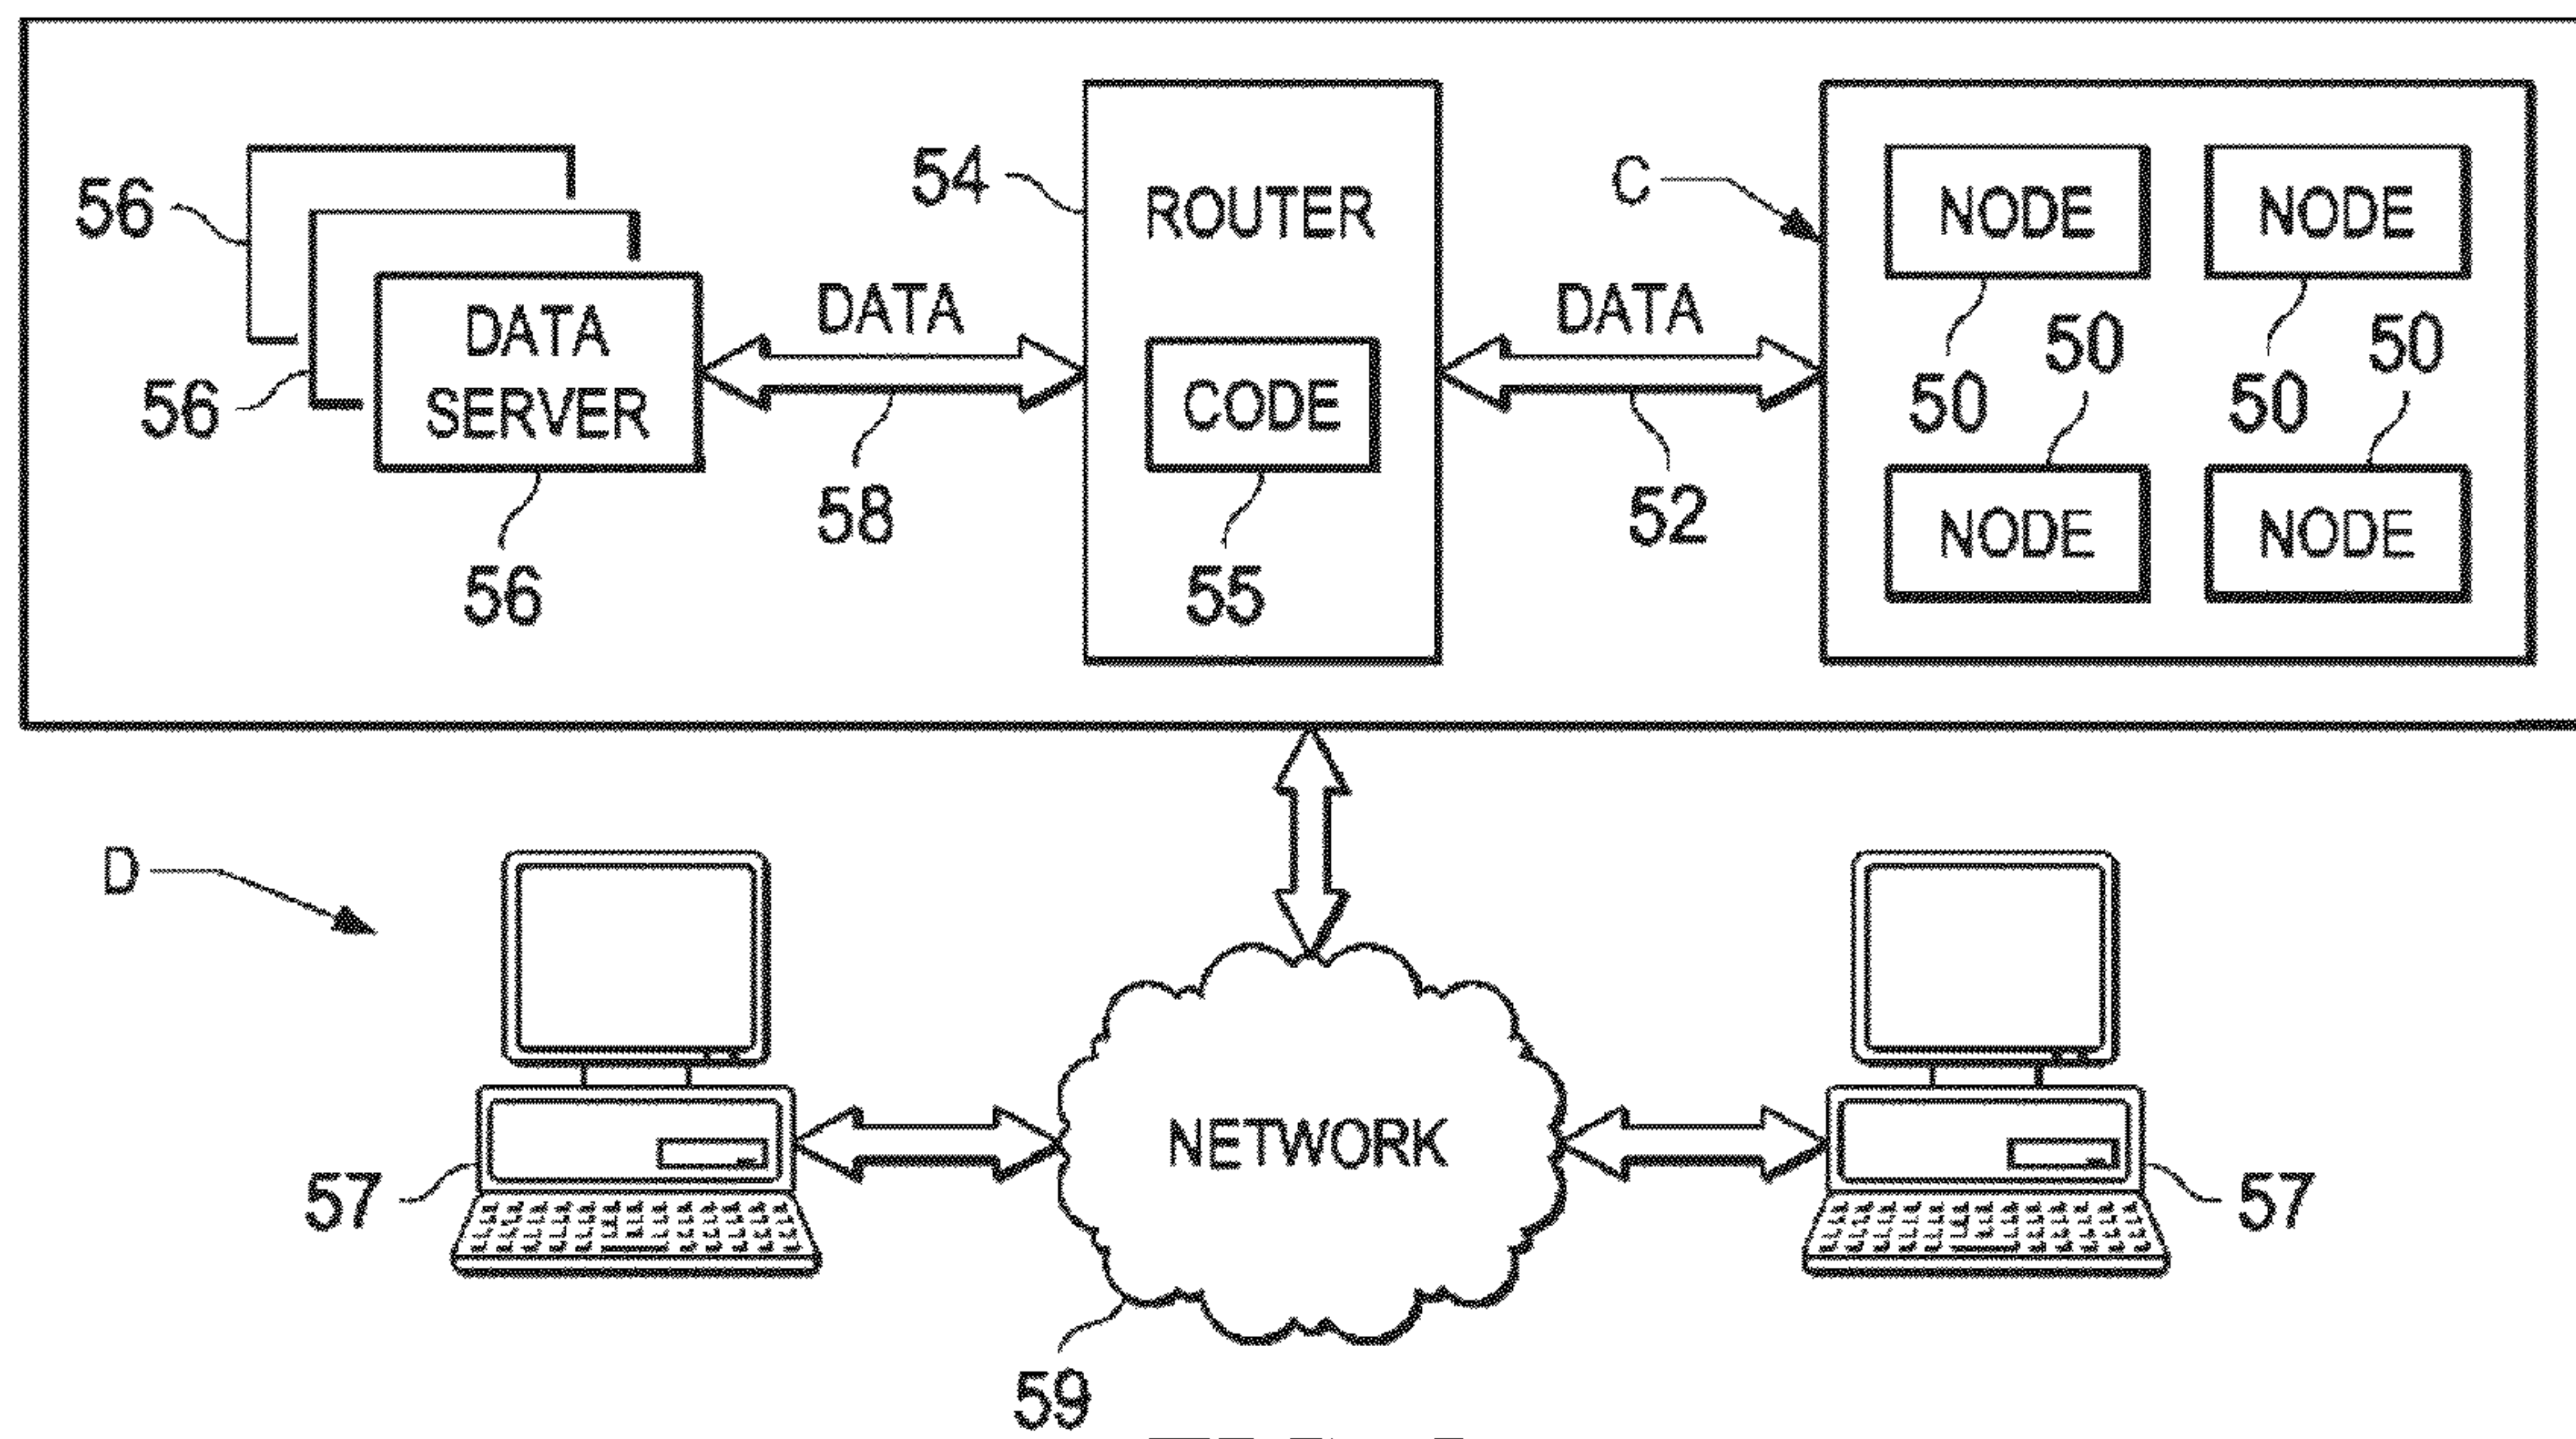 56
56
DATA
SERVER
56
DATA
58
54
ROUTER
CODE
55
DATA
52
C
NODE
NODE
50
50
50
50
NODE
NODE
D
57
NETWORK
59
57